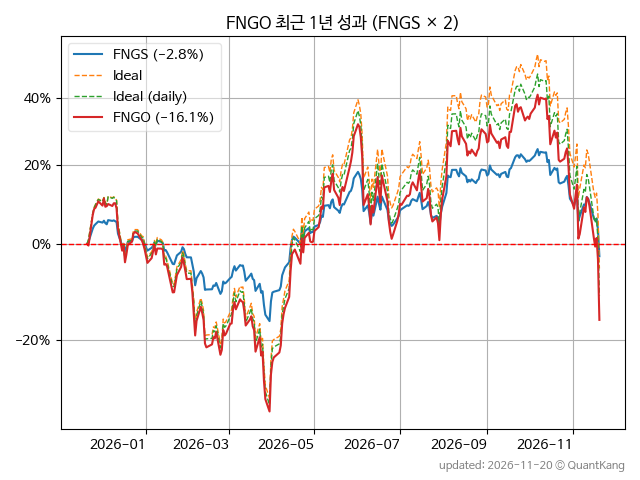 FNGO 최근 1년 성과 (FNGS × 2)
FNGS (−2.8%)
Ideal
Ideal (daily)
FNGO (−16.1%)
40%
20%
0%
−20%
2026-01 2026-03 2026-05 2026-07 2026-09 2026-11
updated: 2026-11-20 © QuantKang